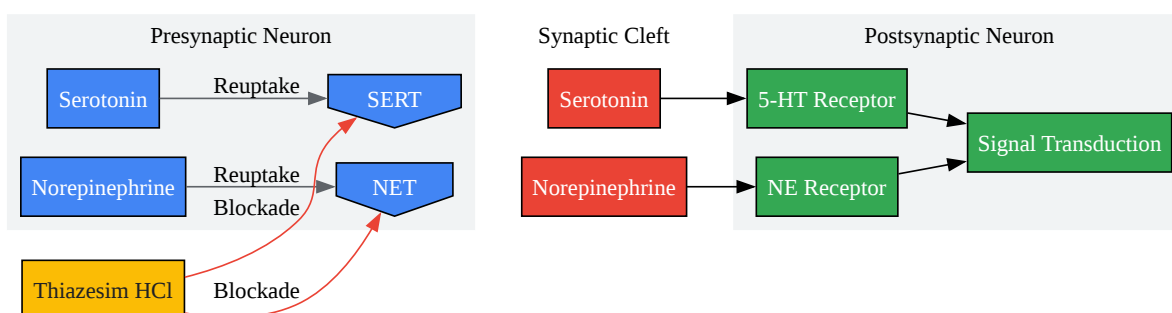 Presynaptic Neuron
Synaptic Cleft
Postsynaptic Neuron
Serotonin
Reuptake
SERT
Serotonin
5-HT Receptor
Signal Transduction
Norepinephrine
Reuptake
NET
Norepinephrine
NE Receptor
Blockade
Thiazesim HCl
Blockade